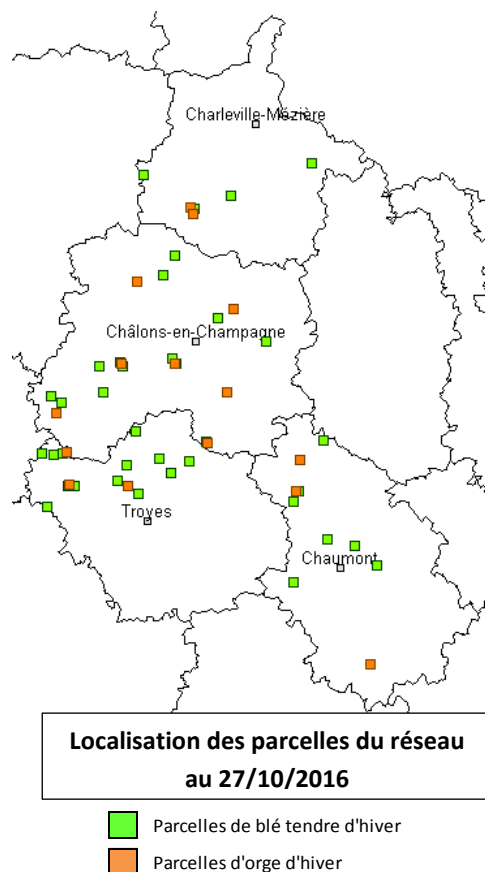 Charleville-Mézière
Châlons-en-Champagne
Troyes
Chaumont
Localisation des parcelles du réseau
au 27/10/2016
Parcelles de blé tendre d'hiver
Parcelles d'orge d'hiver